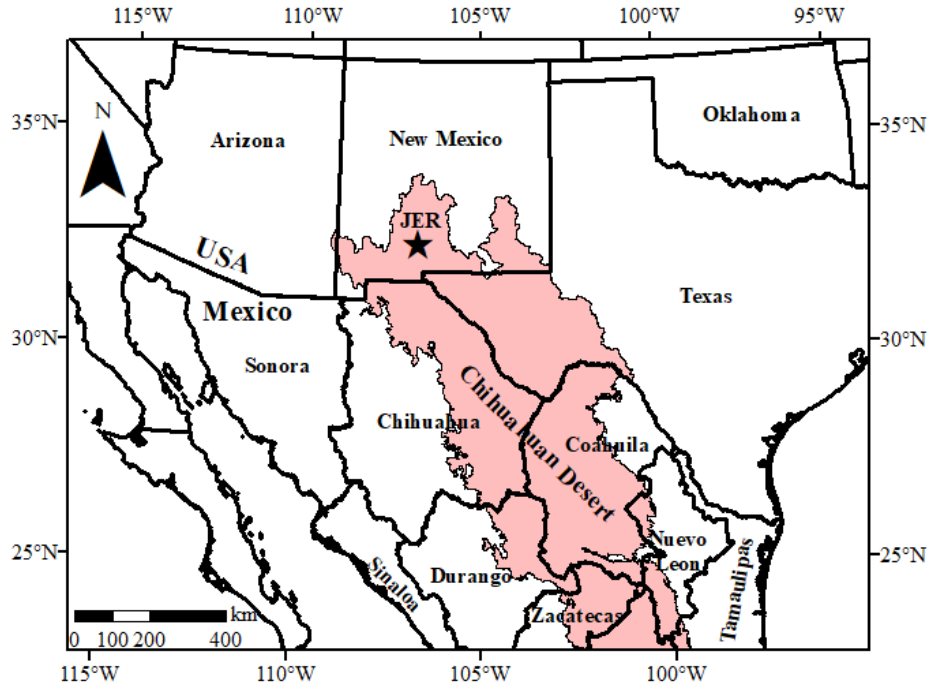 115°W 110°W 105°W 100°W 95°W
35°N
N
Arizona
New Mexico
Oklahoma
35°N
JER
USA
Mexico
Texas
30°N
30°N
Sonora
Chihuahua
Chihuahuan Desert
Coahuila
25°N
25°N
Sinaloa
Durango
Nuevo
Leon
Tamaulipas
Zacatecas
km
0 100 200 400
115°W 110°W 105°W 100°W